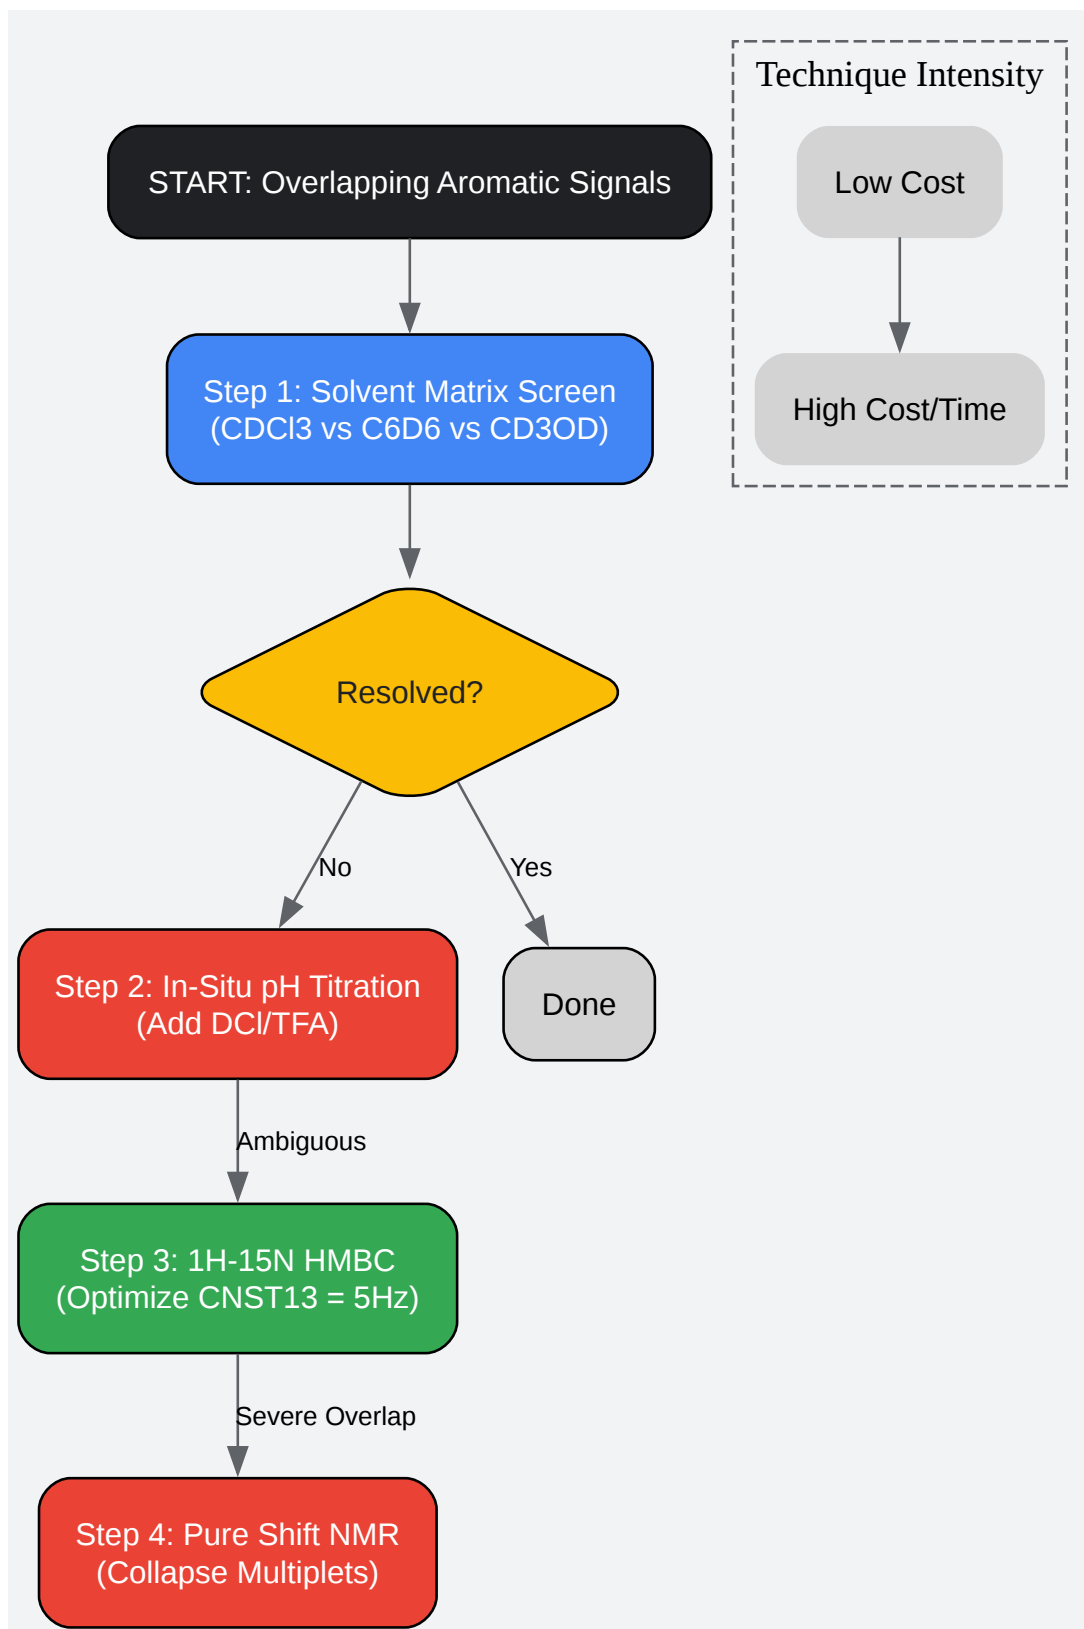 Technique Intensity
START: Overlapping Aromatic Signals
Low Cost
Step 1: Solvent Matrix Screen
(CDCl3 vs C6D6 vs CD3OD)
High Cost/Time
Resolved?
No
Yes
Step 2: In-Situ pH Titration
(Add DCl/TFA)
Done
Ambiguous
Step 3: 1H-15N HMBC
(Optimize CNST13 = 5Hz)
Severe Overlap
Step 4: Pure Shift NMR
(Collapse Multiplets)